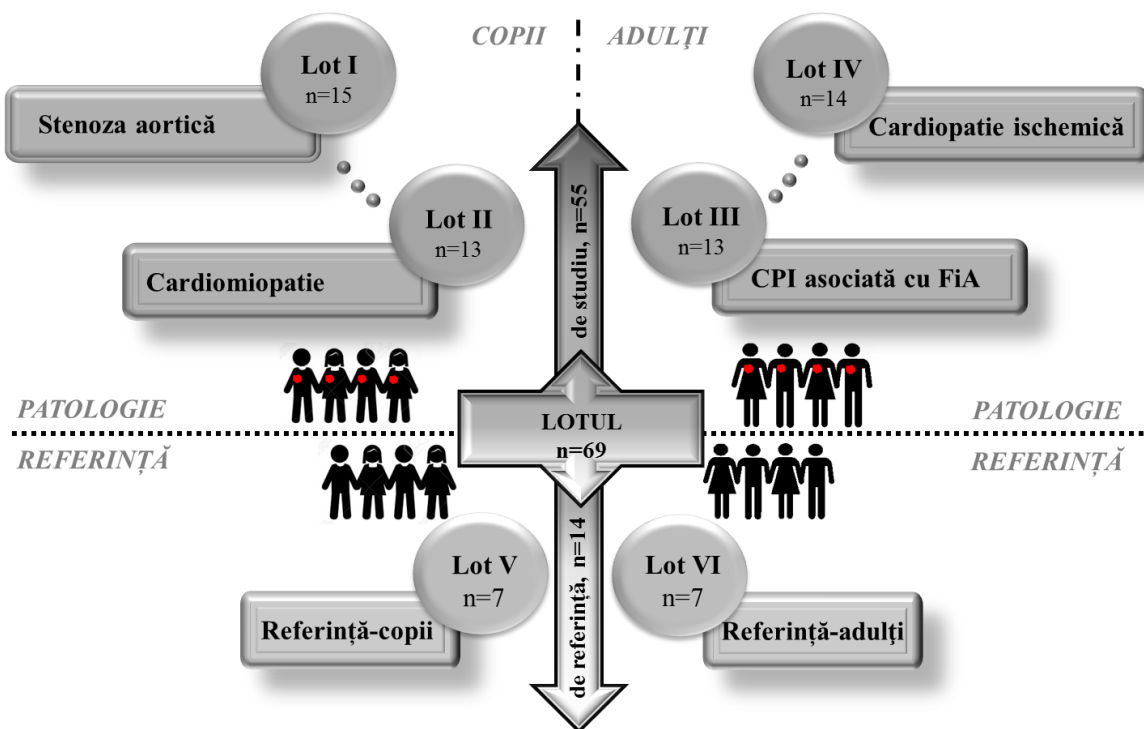 COPII
ADULŢI
Lot I
n=15
Stenoza aortică
Lot IV
n=14
Cardiopatie ischemică
Lot II
n=13
Cardiomiopatie
Lot III
n=13
CPI asociată cu FiA
de studiu, n=55
PATOLOGIE
REFERINȚĂ
LOTUL
n=69
PATOLOGIE
REFERINȚĂ
de referință, n=14
Lot V
n=7
Referință-copii
Lot VI
n=7
Referință-adulţi